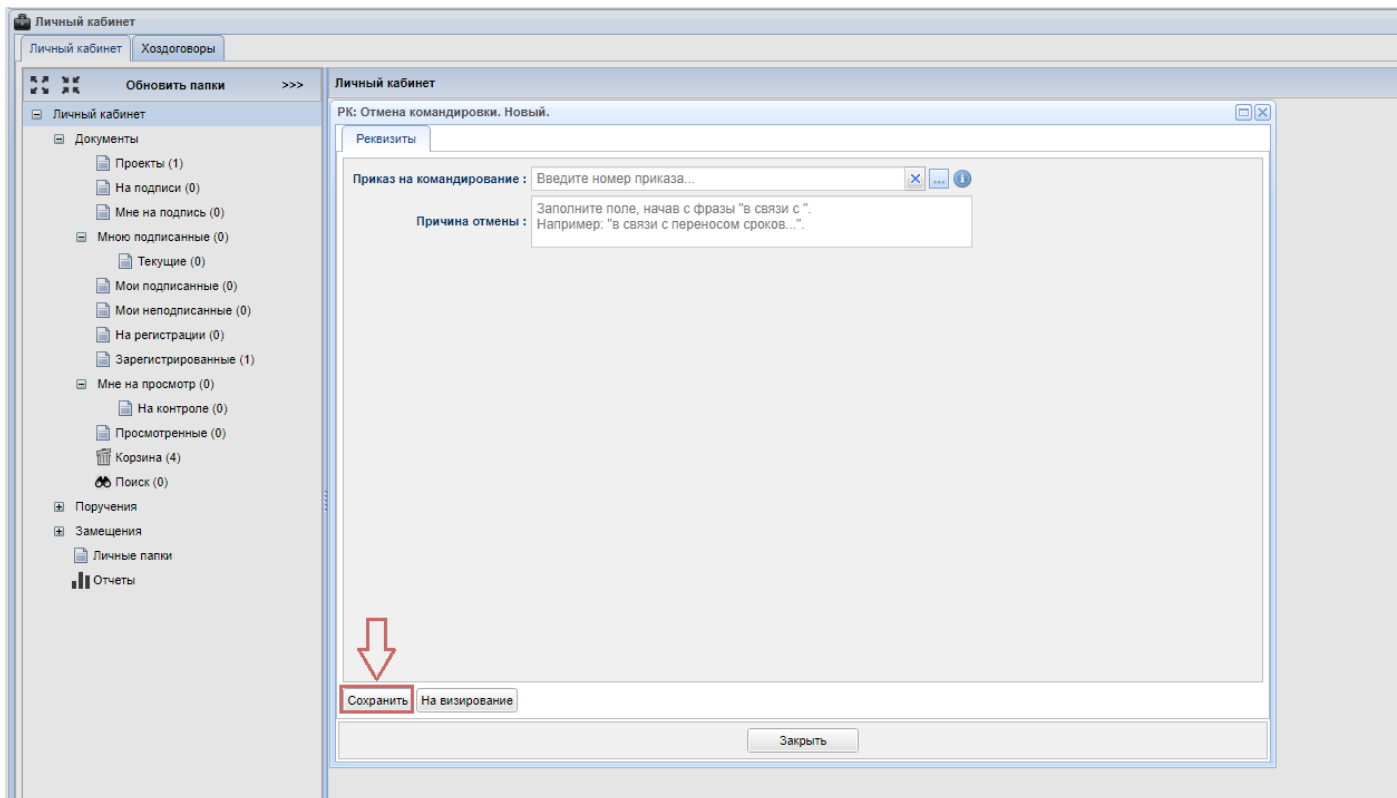 Личный кабинет
Личный кабинет Хоздоговоры
Обновить папки >>>
Личный кабинет
Документы
Проекты (1)
На подписи (0)
Мне на подпись (0)
Мною подписанные (0)
Текущие (0)
Мои подписанные (0)
Мои неподписанные (0)
На регистрации (0)
Зарегистрированные (1)
Мне на просмотр (0)
На контроле (0)
Просмотренные (0)
Корзина (4)
Поиск (0)
Поручения
Замещения
Личные папки
Отчеты
Личный кабинет
РК: Отмена командировки. Новый.
Реквизиты
Приказ на командирование : Введите номер приказа... ...
Причина отмены : Заполните поле, начав с фразы "в связи с ".
Например: "в связи с переносом сроков...".
Сохранить На визирование
Закрыть